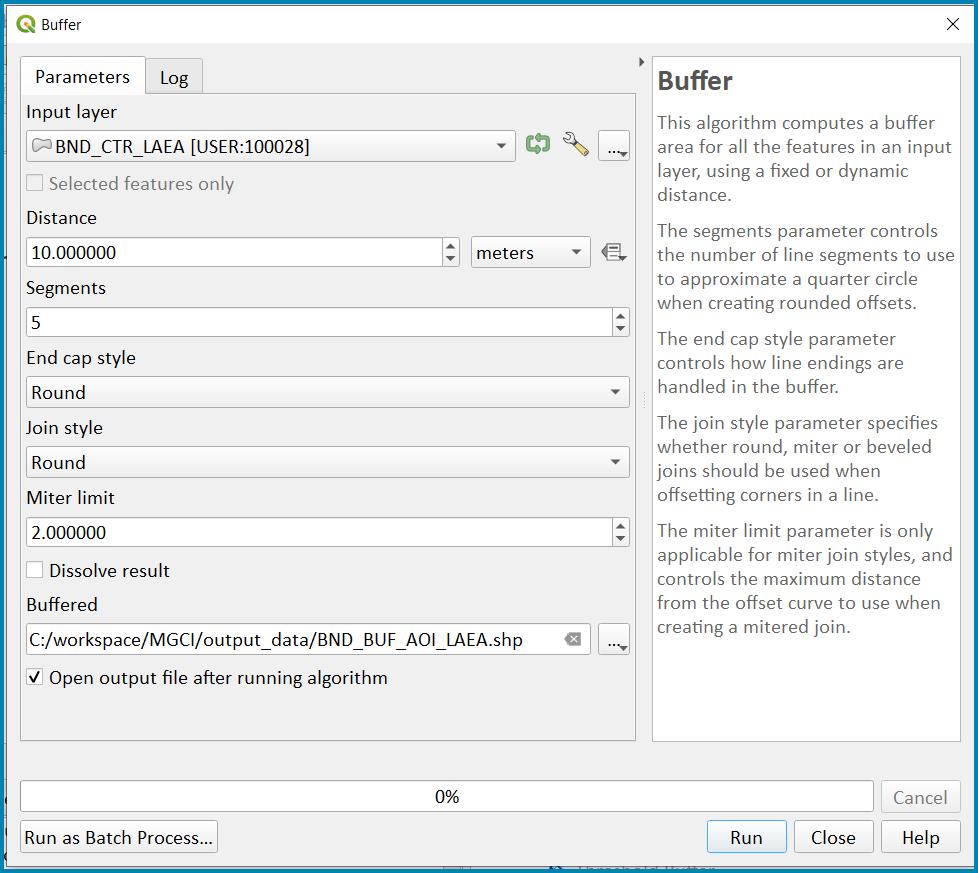 Buffer
Parameters
Log
Input layer
BND_CTR_LAEA [USER:100028]
...
Selected features only
Distance
10.000000
meters
Segments
5
End cap style
Round
Join style
Round
Miter limit
2.000000
Dissolve result
Buffered
C:/workspace/MGCI/output_data/BND_BUF_AOI_LAEA.shp
...
Open output file after running algorithm
Buffer
This algorithm computes a buffer
area for all the features in an input
layer, using a fixed or dynamic
distance.
The segments parameter controls
the number of line segments to use
to approximate a quarter circle
when creating rounded offsets.
The end cap style parameter
controls how line endings are
handled in the buffer.
The join style parameter specifies
whether round, miter or beveled
joins should be used when
offsetting corners in a line.
The miter limit parameter is only
applicable for miter join styles, and
controls the maximum distance
from the offset curve to use when
creating a mitered join.
0%
Cancel
Run as Batch Process...
Run
Close
Help